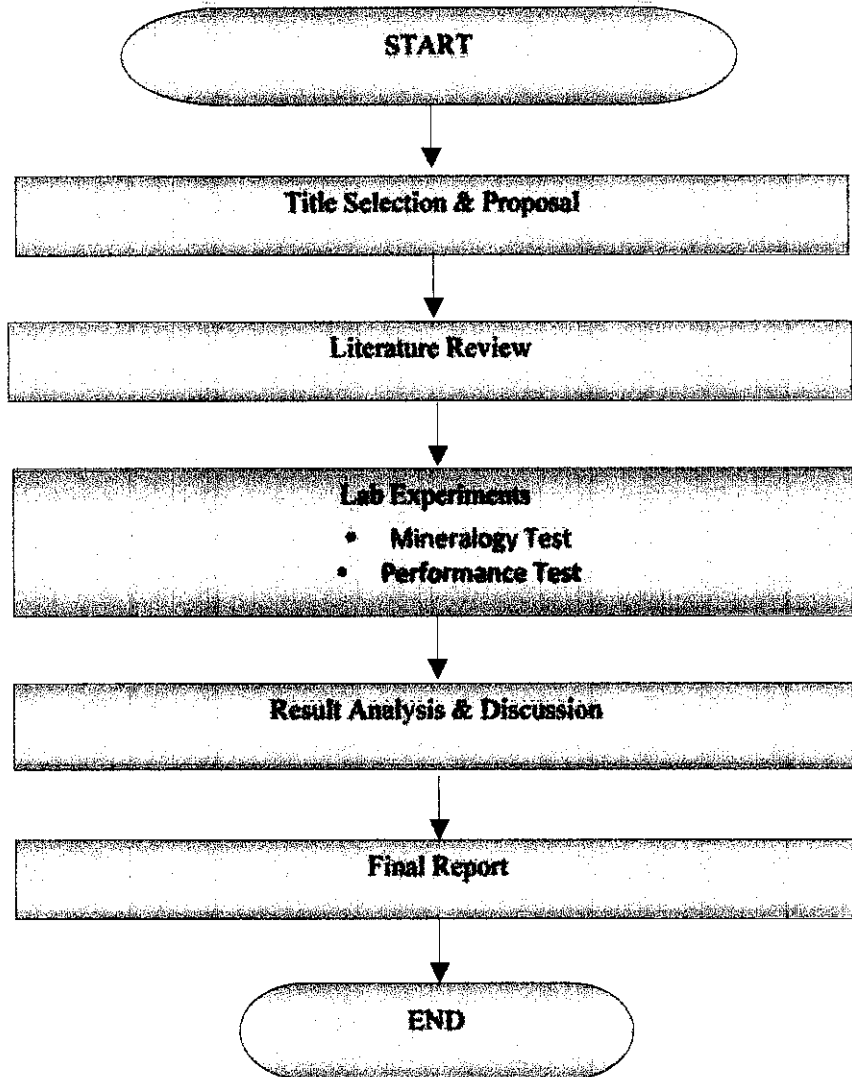 START
Title Selection & Proposal
Literature Review
Lab Experiments
• Mineralogy Test
• Performance Test
Result Analysis & Discussion
Final Report
END